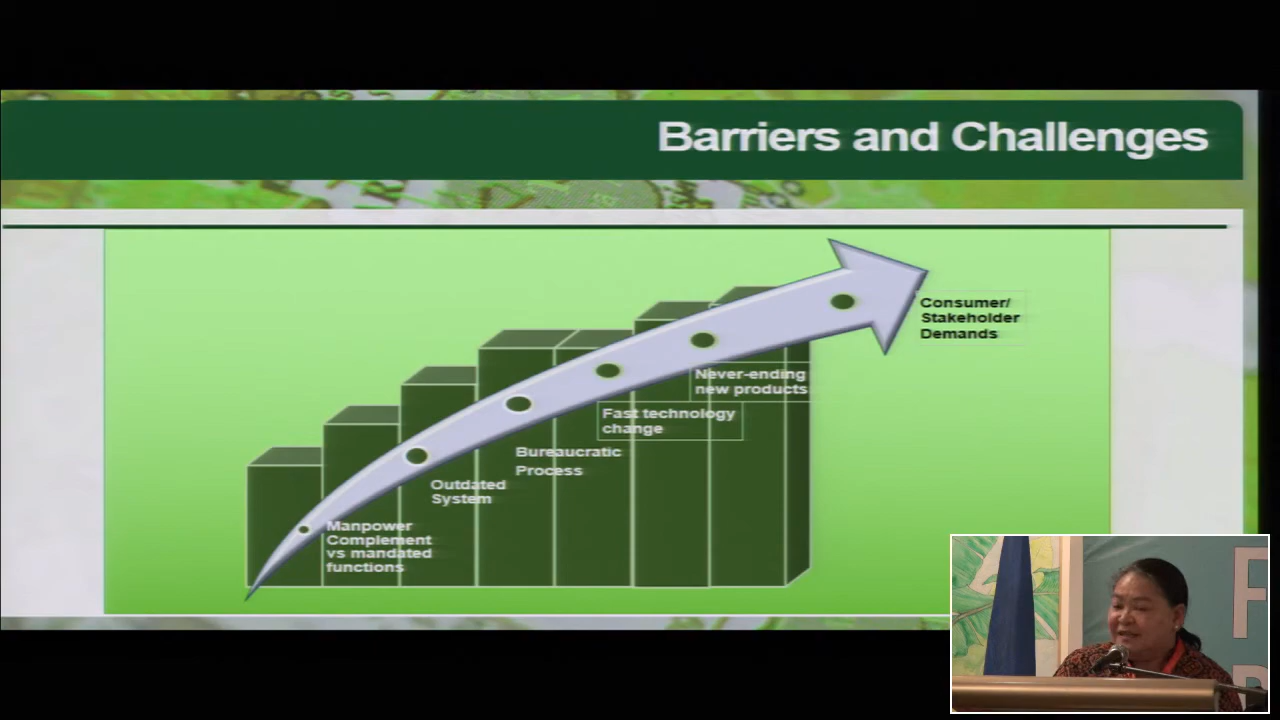 Barriers and Challenges
Consumer/
Stakeholder
Demands
Never-ending
new products
Fast technology
change
Bureaucratic
Process
Outdated
System
Manpower
Complement
vs mandated
functions